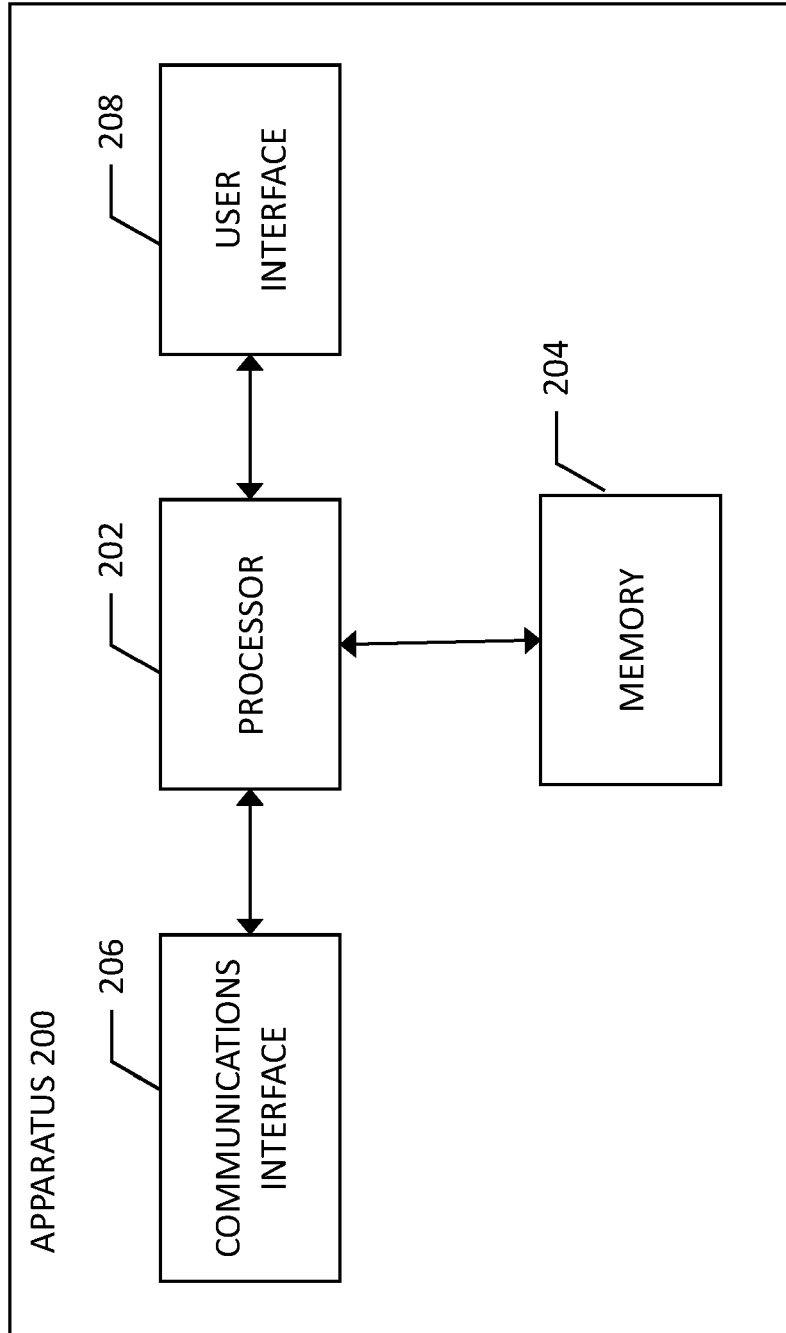 APPARATUS 200
206
COMMUNICATIONS
INTERFACE
202
PROCESSOR
208
USER
INTERFACE
204
MEMORY